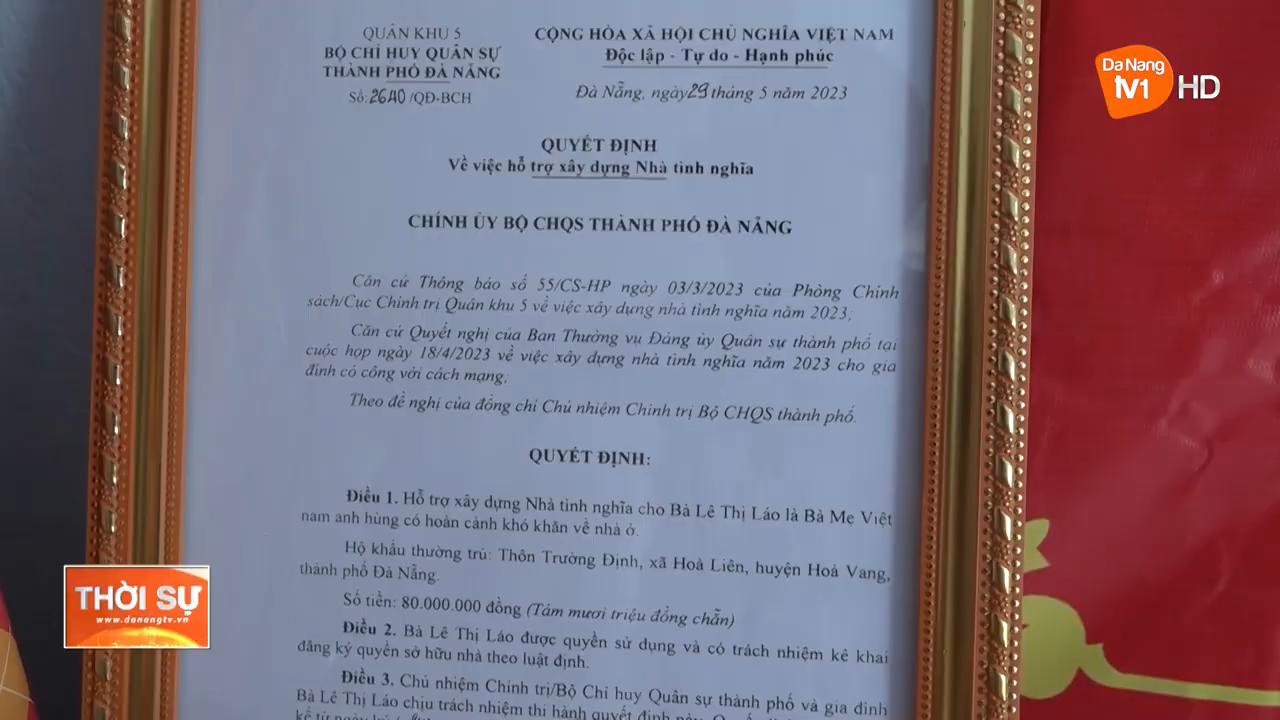 QUÂN KHU 5
BỘ CHỈ HUY QUÂN SỰ
THÀNH PHỐ ĐÀ NẴNG
Số: 2640 /QĐ-BCH
CỘNG HÒA XÃ HỘI CHỦ NGHĨA VIỆT NAM
Độc lập - Tự do - Hạnh phúc
Đà Nẵng, ngày 29 tháng 5 năm 2023
Da Nang
tv1 HD
QUYẾT ĐỊNH
Về việc hỗ trợ xây dựng Nhà tình nghĩa
CHÍNH ỦY BỘ CHQS THÀNH PHỐ ĐÀ NẴNG
Căn cứ Thông báo số 55/CS-HP ngày 03/3/2023 của Phòng Chính
sách/Cục Chính trị Quân khu 5 về việc xây dựng nhà tình nghĩa năm 2023;
Căn cứ Quyết nghị của Ban Thường vụ Đảng ủy Quân sự thành phố tại
cuộc họp ngày 18/4/2023 về việc xây dựng nhà tình nghĩa năm 2023 cho gia
đình có công với cách mạng;
Theo đề nghị của đồng chí Chủ nhiệm Chính trị Bộ CHQS thành phố.
QUYẾT ĐỊNH:
Điều 1. Hỗ trợ xây dựng Nhà tình nghĩa cho Bà Lê Thị Láo là Bà Mẹ Việt
nam anh hùng có hoàn cảnh khó khăn về nhà ở.
Hộ khẩu thường trú: Thôn Trường Định, xã Hoà Liên, huyện Hoà Vang,
thành phố Đà Nẵng.
Số tiền: 80.000.000 đồng (Tám mươi triệu đồng chẵn)
Điều 2. Bà Lê Thị Láo được quyền sử dụng và có trách nhiệm kê khai
đăng ký quyền sở hữu nhà theo luật định.
Điều 3. Chủ nhiệm Chính trị/Bộ Chỉ huy Quân sự thành phố và gia đình
Bà Lê Thị Láo chịu trách nhiệm thi hành quyết định này.
kể từ ngày
THỜI SỰ
www.danangtv.vn